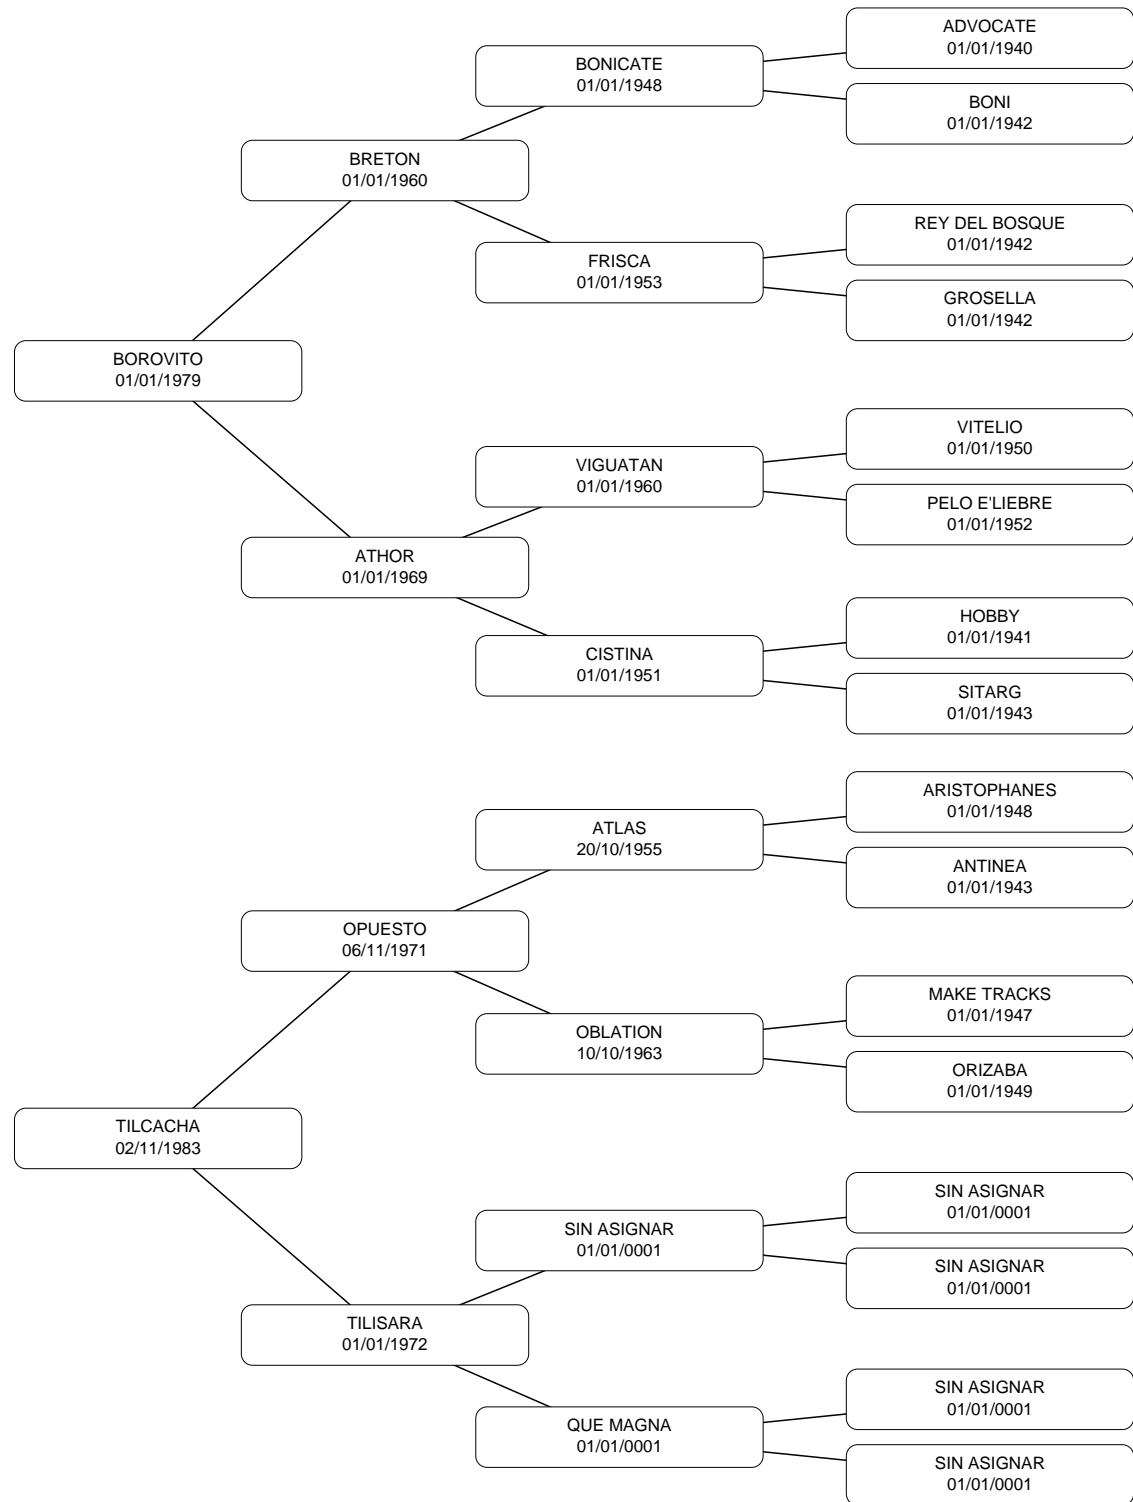 ADVOCATE
01/01/1940
BONICATE
01/01/1948
BONI
01/01/1942
BRETON
01/01/1960
REY DEL BOSQUE
01/01/1942
FRISCA
01/01/1953
GROSELLA
01/01/1942
BOROVITO
01/01/1979
VITELIO
01/01/1950
VIGUATAN
01/01/1960
PELO E'LIEBRE
01/01/1952
ATHOR
01/01/1969
HOBBY
01/01/1941
CISTINA
01/01/1951
SITARG
01/01/1943
ARISTOPHANES
01/01/1948
ATLAS
20/10/1955
ANTINEA
01/01/1943
OPUESTO
06/11/1971
MAKE TRACKS
01/01/1947
OBLATION
10/10/1963
ORIZABA
01/01/1949
TILCACHA
02/11/1983
SIN ASIGNAR
01/01/0001
SIN ASIGNAR
01/01/0001
SIN ASIGNAR
01/01/0001
TILISARA
01/01/1972
SIN ASIGNAR
01/01/0001
QUE MAGNA
01/01/0001
SIN ASIGNAR
01/01/0001